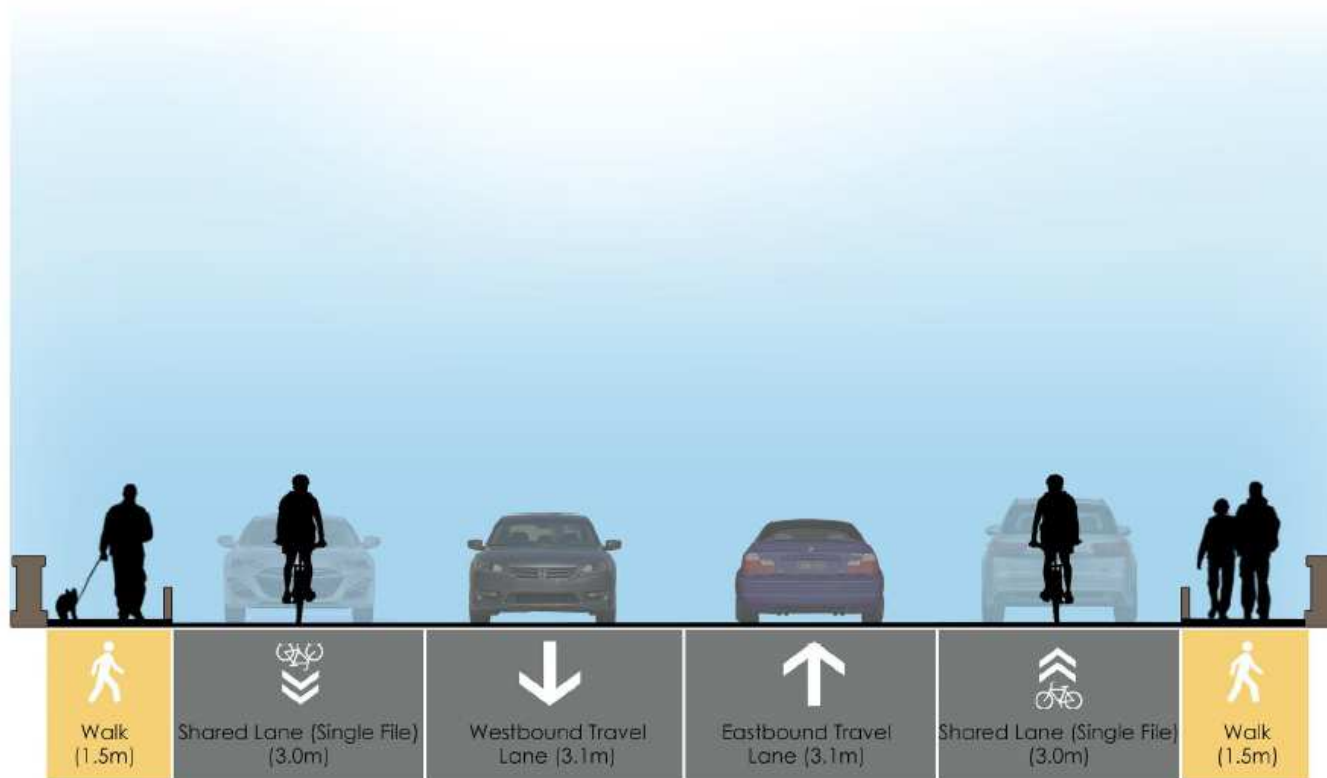 Walk
(1.5m)
Shared Lane (Single File)
(3.0m)
Westbound Travel
Lane (3.1m)
Eastbound Travel
Lane (3.1m)
Shared Lane (Single File)
(3.0m)
Walk
(1.5m)